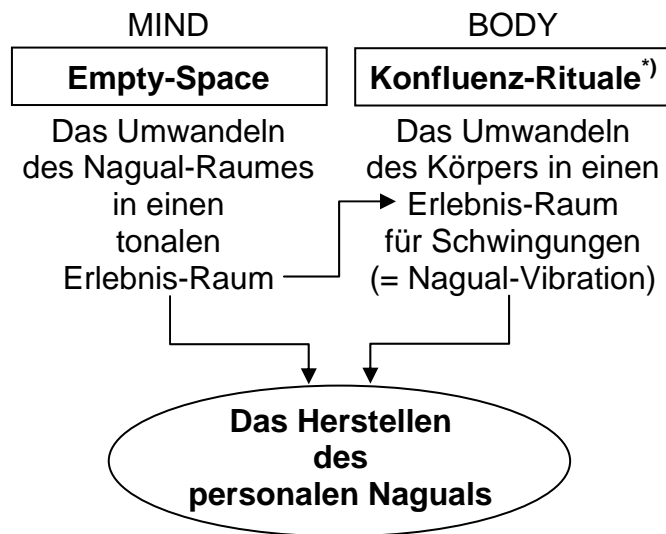 MIND
Empty-Space
Das Umwandeln
des Nagual-Raumes
in einen
tonalen
Erlebnis-Raum
BODY
Konfluenz-Rituale*)
Das Umwandeln
des Körpers in einen
Erlebnis-Raum
für Schwingungen
(= Nagual-Vibration)
Das Herstellen
des
personalen Naguals